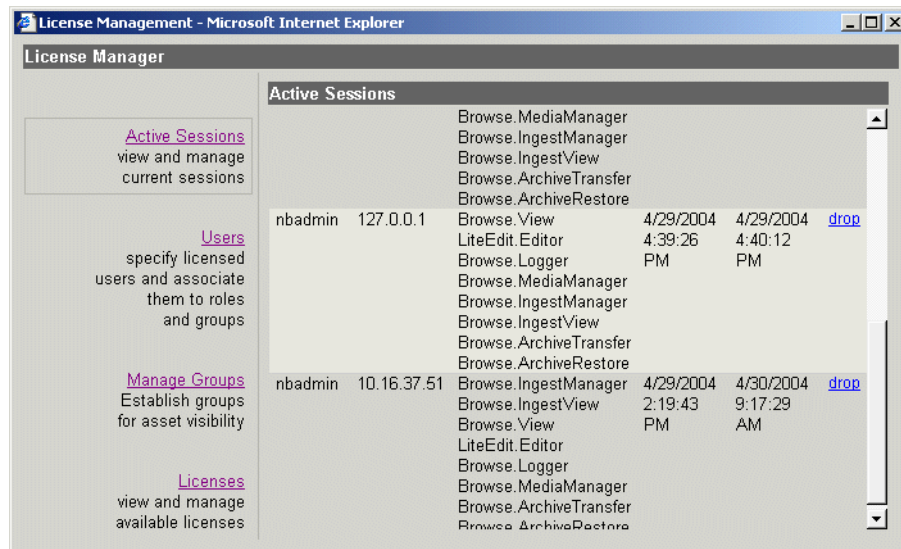 License Management - Microsoft Internet Explorer
License Manager
Active Sessions
view and manage
current sessions
Users
specify licensed
users and associate
them to roles
and groups
Manage Groups
Establish groups
for asset visibility
Licenses
view and manage
available licenses
Active Sessions
Browse.MediaManager
Browse.IngestManager
Browse.IngestView
Browse.ArchiveTransfer
Browse.ArchiveRestore
nbadmin 127.0.0.1 Browse.View 4/29/2004 4/29/2004 drop
LiteEdit.Editor 4:39:26 4:40:12
Browse.Logger PM PM
Browse.MediaManager
Browse.IngestManager
Browse.IngestView
Browse.ArchiveTransfer
Browse.ArchiveRestore
nbadmin 10.16.37.51 Browse.IngestManager 4/29/2004 4/30/2004 drop
Browse.IngestView 2:19:43 9:17:29
Browse.View PM AM
LiteEdit.Editor
Browse.Logger
Browse.MediaManager
Browse.ArchiveTransfer
Browse.ArchiveRestore